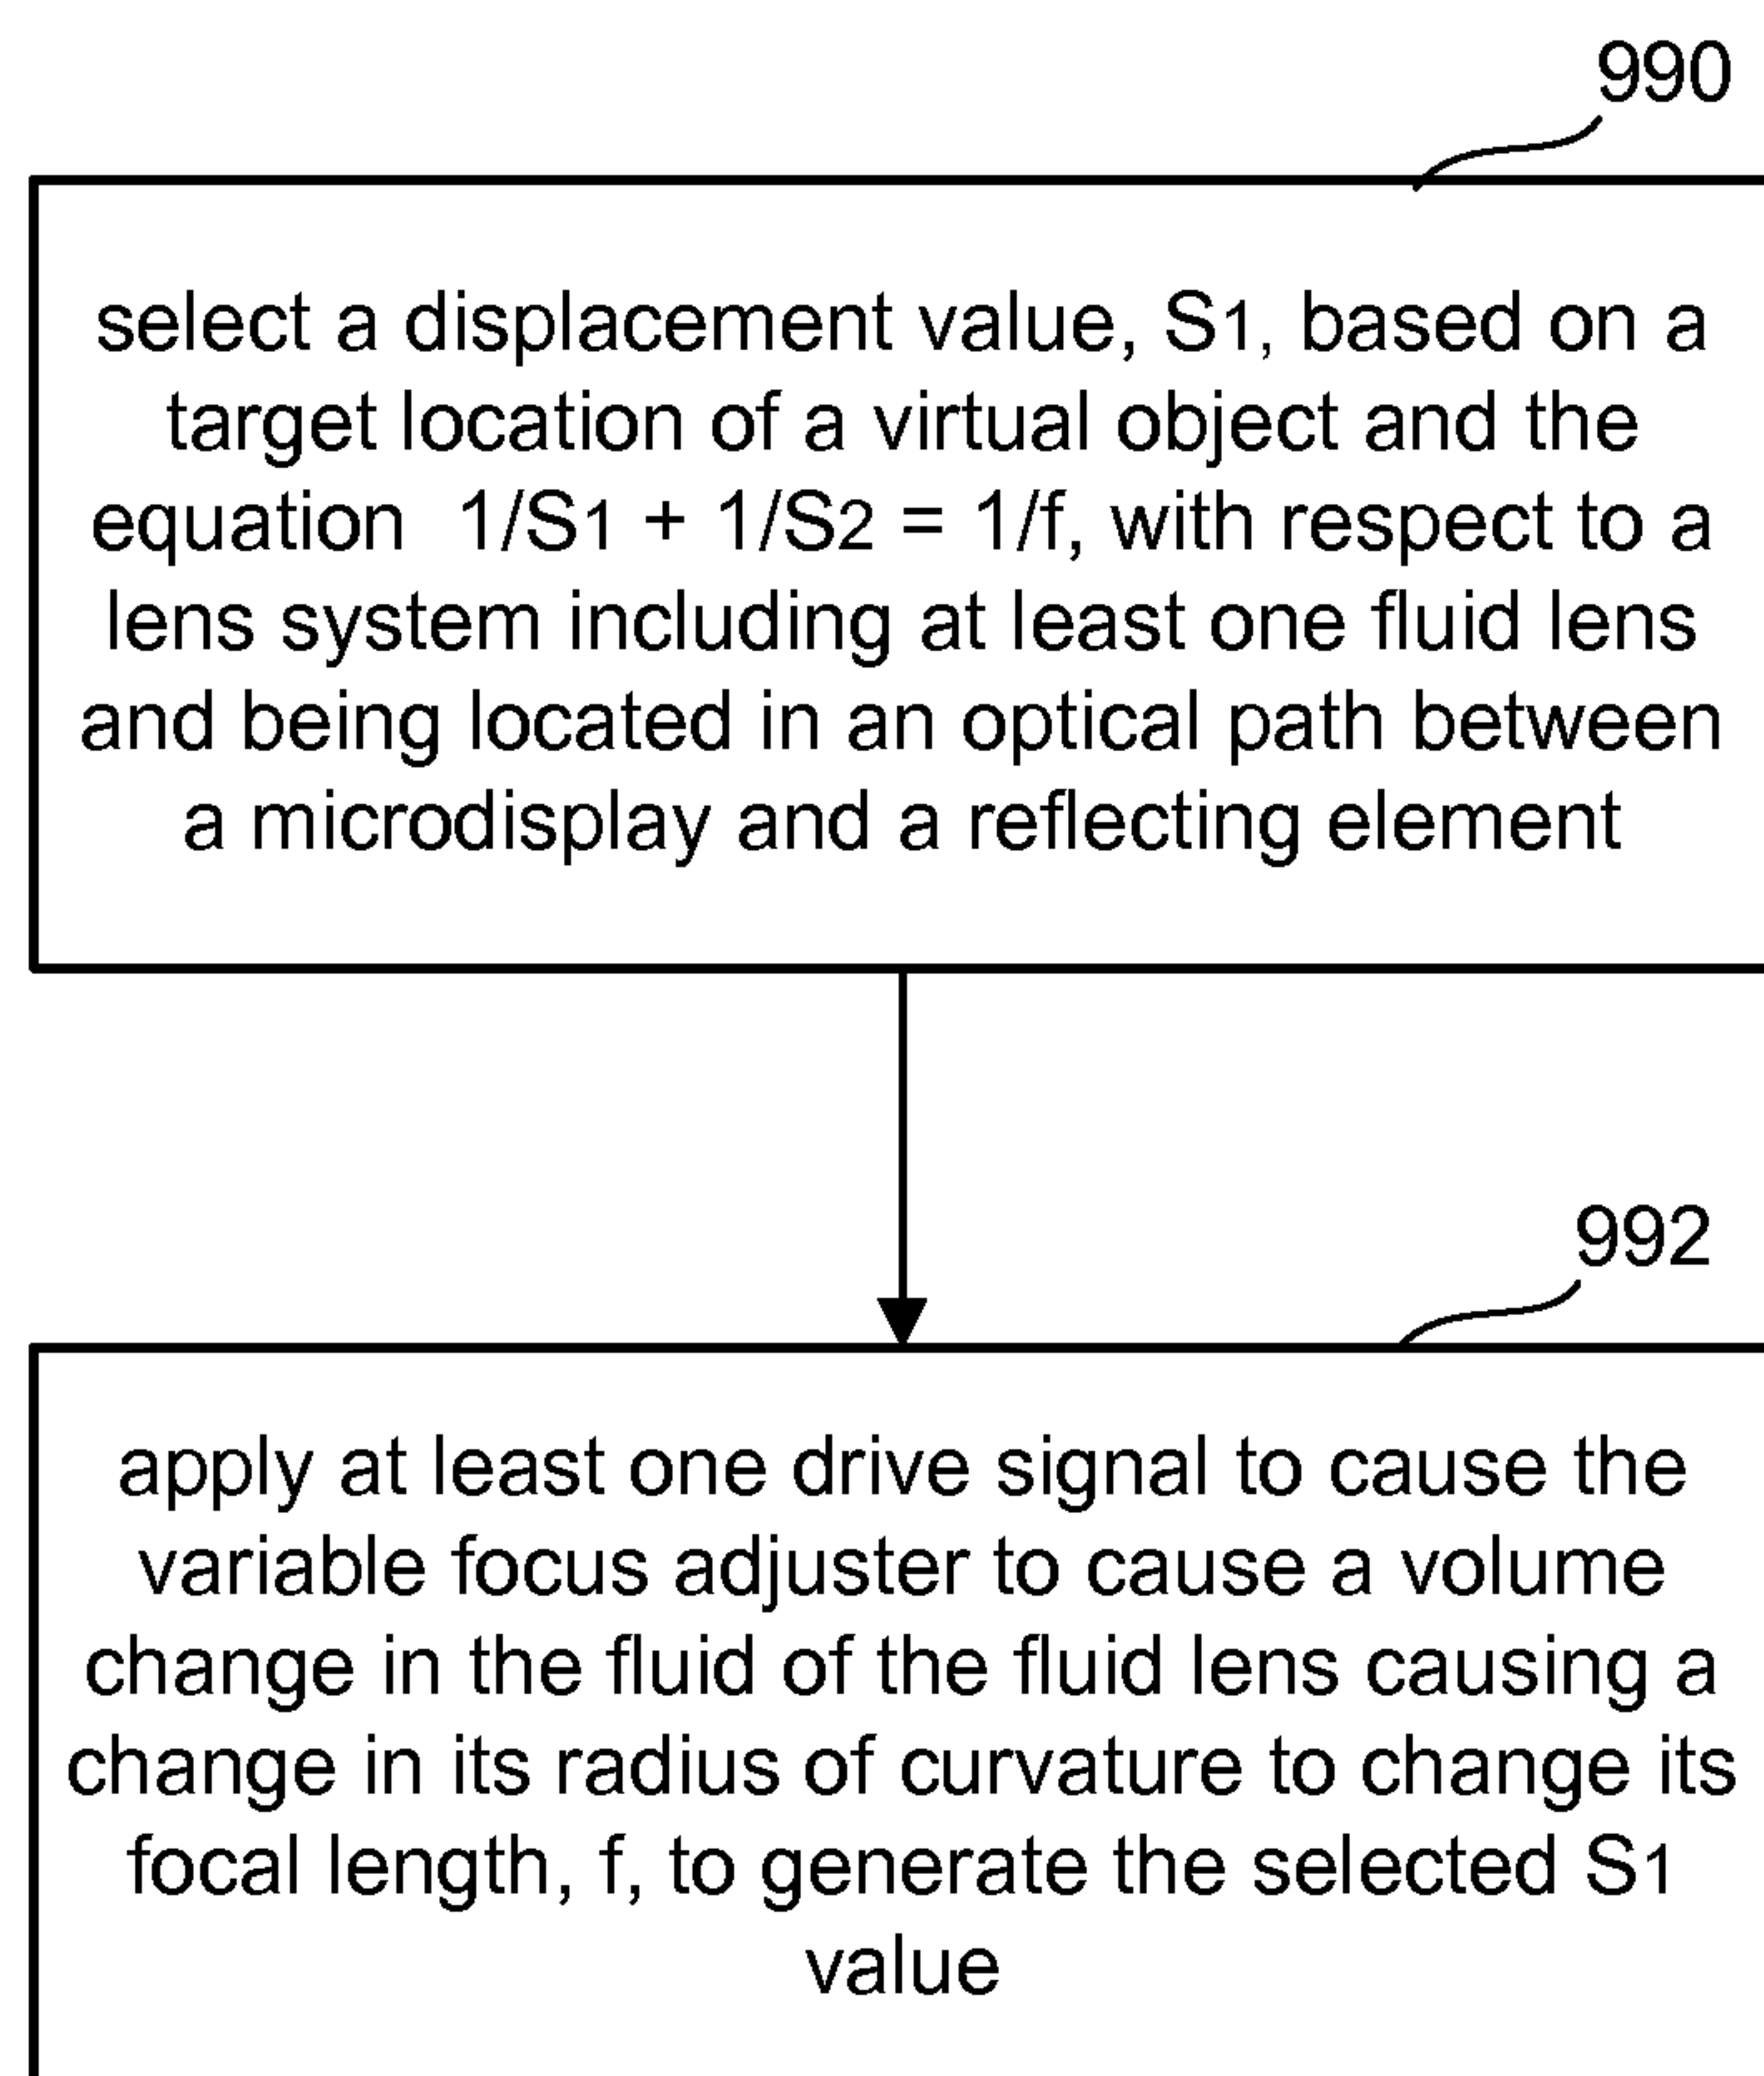 990
select a displacement value, S1, based on a
target location of a virtual object and the
equation 1/S1 + 1/S2 = 1/f, with respect to a
lens system including at least one fluid lens
and being located in an optical path between
a microdisplay and a reflecting element
992
apply at least one drive signal to cause the
variable focus adjuster to cause a volume
change in the fluid of the fluid lens causing a
change in its radius of curvature to change its
focal length, f, to generate the selected S1
value